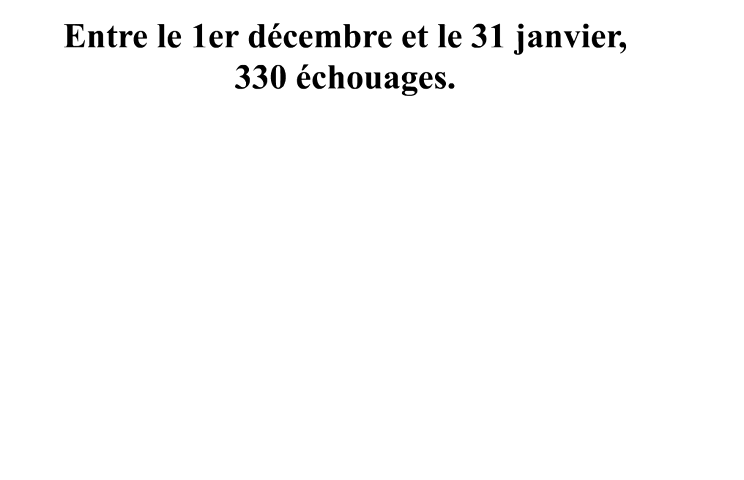 Entre le 1er décembre et le 31 janvier,
330 échouages.